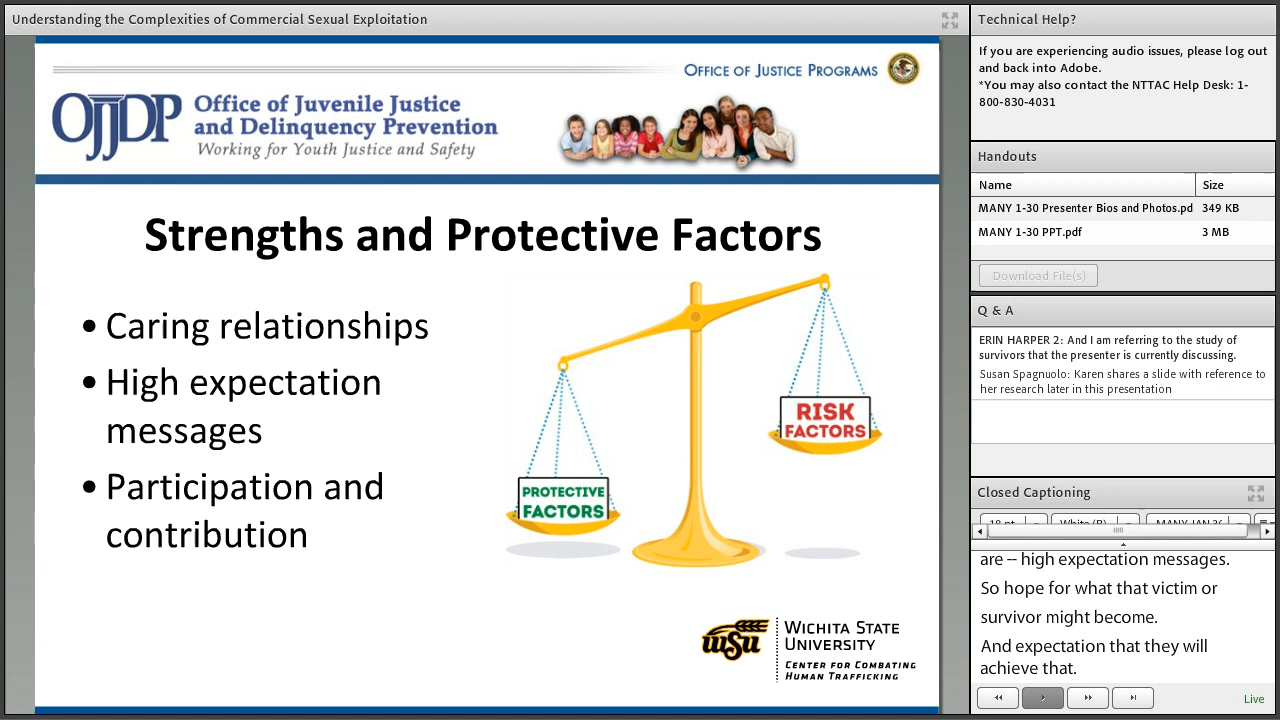 Understanding the Complexities of Commercial Sexual Exploitation
OFFICE OF JUSTICE PROGRAMS
OJJDP
Office of Juvenile Justice
and Delinquency Prevention
Working for Youth Justice and Safety
Strengths and Protective Factors
• Caring relationships
• High expectation
messages
• Participation and
contribution
RISK
FACTORS
PROTECTIVE
FACTORS
wsu
WICHITA STATE
UNIVERSITY
CENTER FOR COMBATING
HUMAN TRAFFICKING
Technical Help?
If you are experiencing audio issues, please log out
and back into Adobe.
*You may also contact the NTTAC Help Desk: 1-
800-830-4031
Handouts
Name Size
MANY 1-30 Presenter Bios and Photos.pd 349 KB
MANY 1-30 PPT.pdf 3 MB
Download File(s)
Q & A
ERIN HARPER 2: And I am referring to the study of
survivors that the presenter is currently discussing.
Susan Spagnuolo: Karen shares a slide with reference to
her research later in this presentation
Closed Captioning
are -- high expectation messages.
So hope for what that victim or
survivor might become.
And expectation that they will
achieve that.
Live